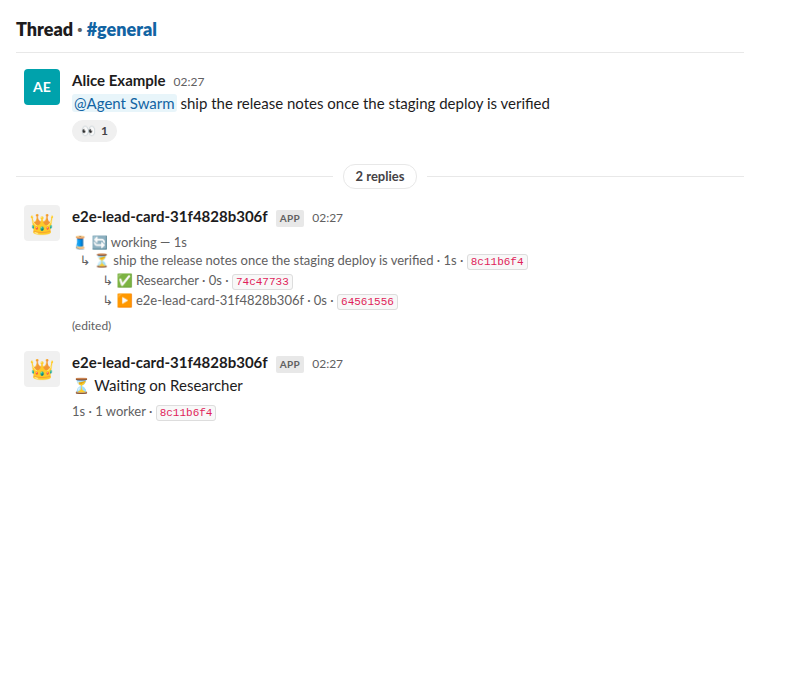 Thread • #general
AE
Alice Example 02:27
@Agent Swarm ship the release notes once the staging deploy is verified
👀 1
2 replies
e2e-lead-card-31f4828b306f APP 02:27
🧵 🔄 working — 1s
↳ ⏳ ship the release notes once the staging deploy is verified · 1s · 8c11b6f4
↳ ✅ Researcher · 0s · 74c47733
↳ ▶️ e2e-lead-card-31f4828b306f · 0s · 64561556
(edited)
e2e-lead-card-31f4828b306f APP 02:27
⏳ Waiting on Researcher
1s · 1 worker · 8c11b6f4